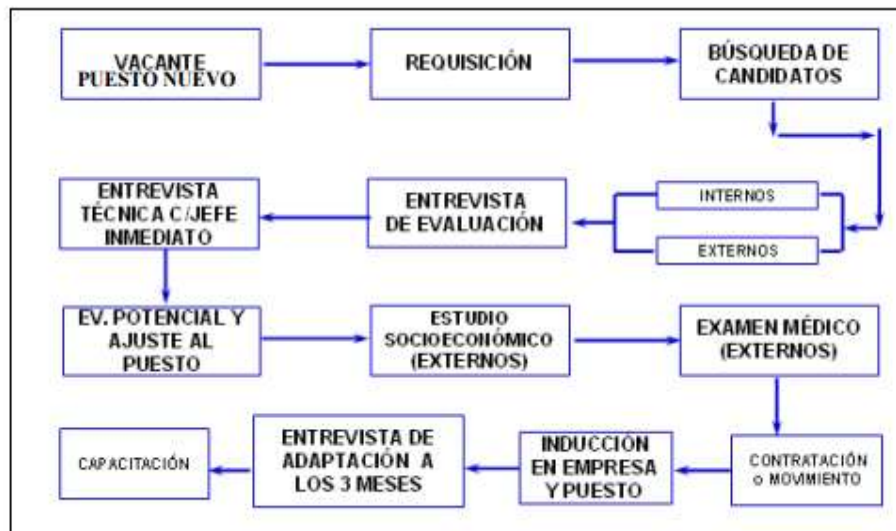 VACANTE
PUESTO NUEVO
REQUISICIÓN
BÚSQUEDA DE
CANDIDATOS
INTERNOS
EXTERNOS
ENTREVISTA
DE EVALUACIÓN
ENTREVISTA
TÉCNICA C/JEFE
INMEDIATO
EV. POTENCIAL Y
AJUSTE AL
PUESTO
ESTUDIO
SOCIOECONÓMICO
(EXTERNOS)
EXAMEN MÉDICO
(EXTERNOS)
CONTRATACIÓN
o MOVIMIENTO
INDUCCIÓN
EN EMPRESA
Y PUESTO
ENTREVISTA DE
ADAPTACIÓN A
LOS 3 MESES
CAPACITACIÓN